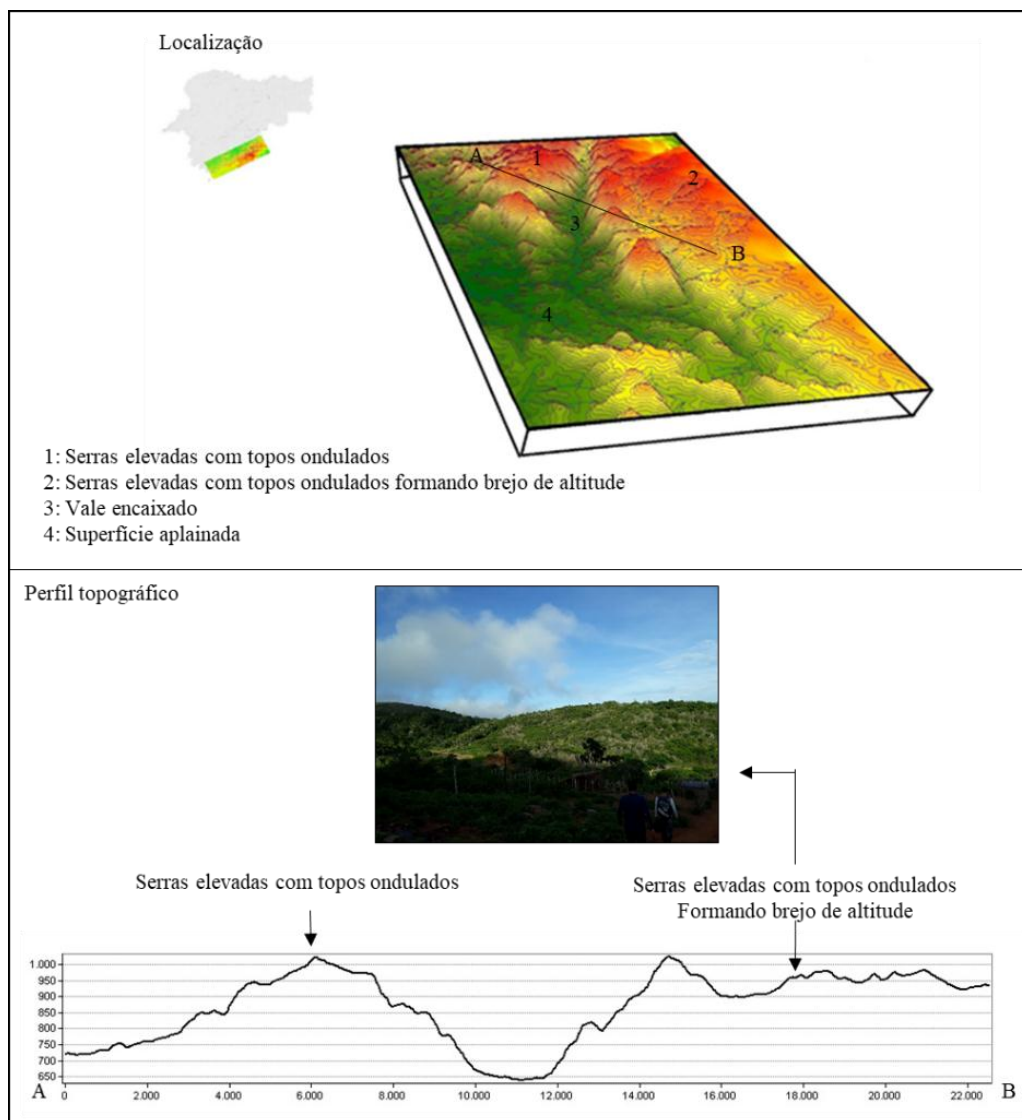 Localização
A
1
2
3
B
4
1: Serras elevadas com topos ondulados
2: Serras elevadas com topos ondulados formando brejo de altitude
3: Vale encaixado
4: Superfície aplainada
Perfil topográfico
Serras elevadas com topos ondulados
Serras elevadas com topos ondulados
Formando brejo de altitude
1.000
950
900
850
800
750
700
650
A
0 2.000 4.000 6.000 8.000 10.000 12.000 14.000 16.000 18.000 20.000 22.000
B